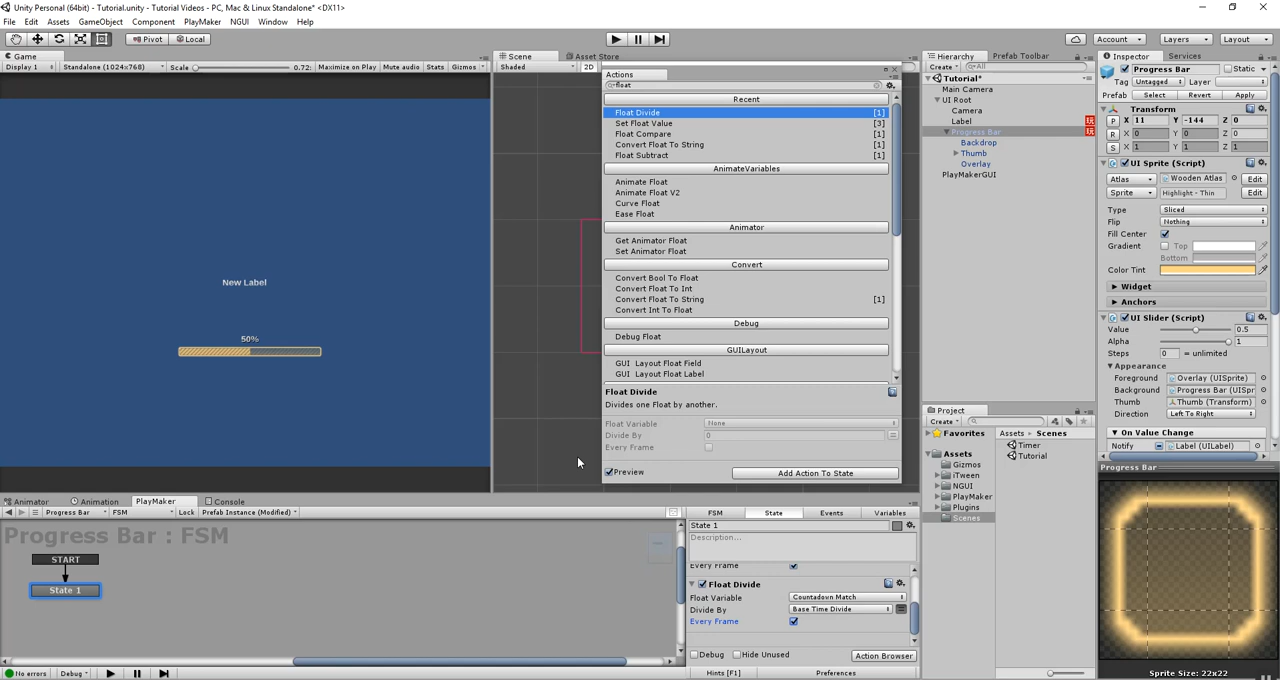 Unity Personal (64bit) - Tutorial.unity - Tutorial Videos - PC, Mac & Linux Standalone* <DX11>
File Edit Assets GameObject Component PlayMaker NGUI Window Help
Pivot Local Account Layers Layout
Game Scene Asset Store Hierarchy Prefab Toolbar Inspector Services
Display 1 Standalone (1024x768) Scale 0.72: Maximize on Play Mute audio Stats Gizmos Shaded 2D Create All
Actions
float
Recent
Float Divide [1]
Set Float Value [3]
Float Compare [1]
Convert Float To String [1]
Float Subtract [1]
AnimateVariables
Animate Float
Animate Float V2
Curve Float
Ease Float
Animator
Get Animator Float
Set Animator Float
Convert
Convert Bool To Float
Convert Float To Int
Convert Float To String [1]
Convert Int To Float
Debug
Debug Float
GUILayout
GUI Layout Float Field
GUI Layout Float Label
Float Divide
Divides one Float by another.
Float Variable None
Divide By 0
Every Frame
Preview Add Action To State
New Label
50%
Tutorial*
Main Camera
UI Root
Camera
Label
Progress Bar
Backdrop
Thumb
Overlay
PlayMakerGUI
Progress Bar Static
Tag Untagged Layer
Prefab Select Revert Apply
Transform
P X 11 Y -144 Z 0
R X 0 Y 0 Z 0
S X 1 Y 1 Z 1
UI Sprite (Script)
Atlas Wooden Atlas Edit
Sprite Highlight - Thin Edit
Type Sliced
Flip Nothing
Fill Center
Gradient Top
Bottom
Color Tint
Widget
Anchors
UI Slider (Script)
Value 0.5
Alpha 1
Steps 0 = unlimited
Appearance
Foreground Overlay (UISprite)
Background Progress Bar (UISpr
Thumb Thumb (Transform)
Direction Left To Right
On Value Change
Notify Label (UILabel)
Progress Bar
Sprite Size: 22x22
Project
Create
Favorites
Assets
Gizmos
iTween
NGUI
PlayMaker
Plugins
Scenes
Assets Scenes
Timer
Tutorial
Animator Animation PlayMaker Console
Progress Bar FSM Lock Prefab Instance (Modified)
Progress Bar : FSM
START
State 1
FSM State Events Variables
State 1
Description...
Every Frame
Float Divide
Float Variable Countdown Match
Divide By Base Time Divide
Every Frame
Debug Hide Unused Action Browser
No errors Debug Hints [F1] Preferences